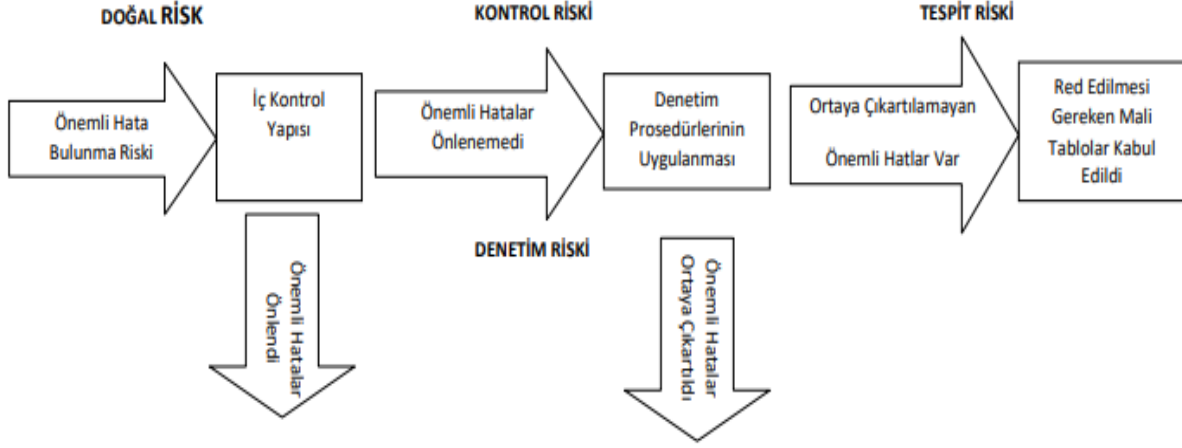 DOĞAL RİSK
KONTROL RİSKİ
TESPİT RİSKİ
Önemli Hata
Bulunma Riski
İç Kontrol
Yapısı
Önemli Hatalar
Önlenemedi
Denetim
Prosedürlerinin
Uygulanması
Ortaya Çıkartılamayan
Önemli Hatlar Var
Red Edilmesi
Gereken Mali
Tablolar Kabul
Edildi
DENETİM RİSKİ
Önemli Hatalar
Önlendi
Önemli Hatalar
Ortaya Çıkartıldı